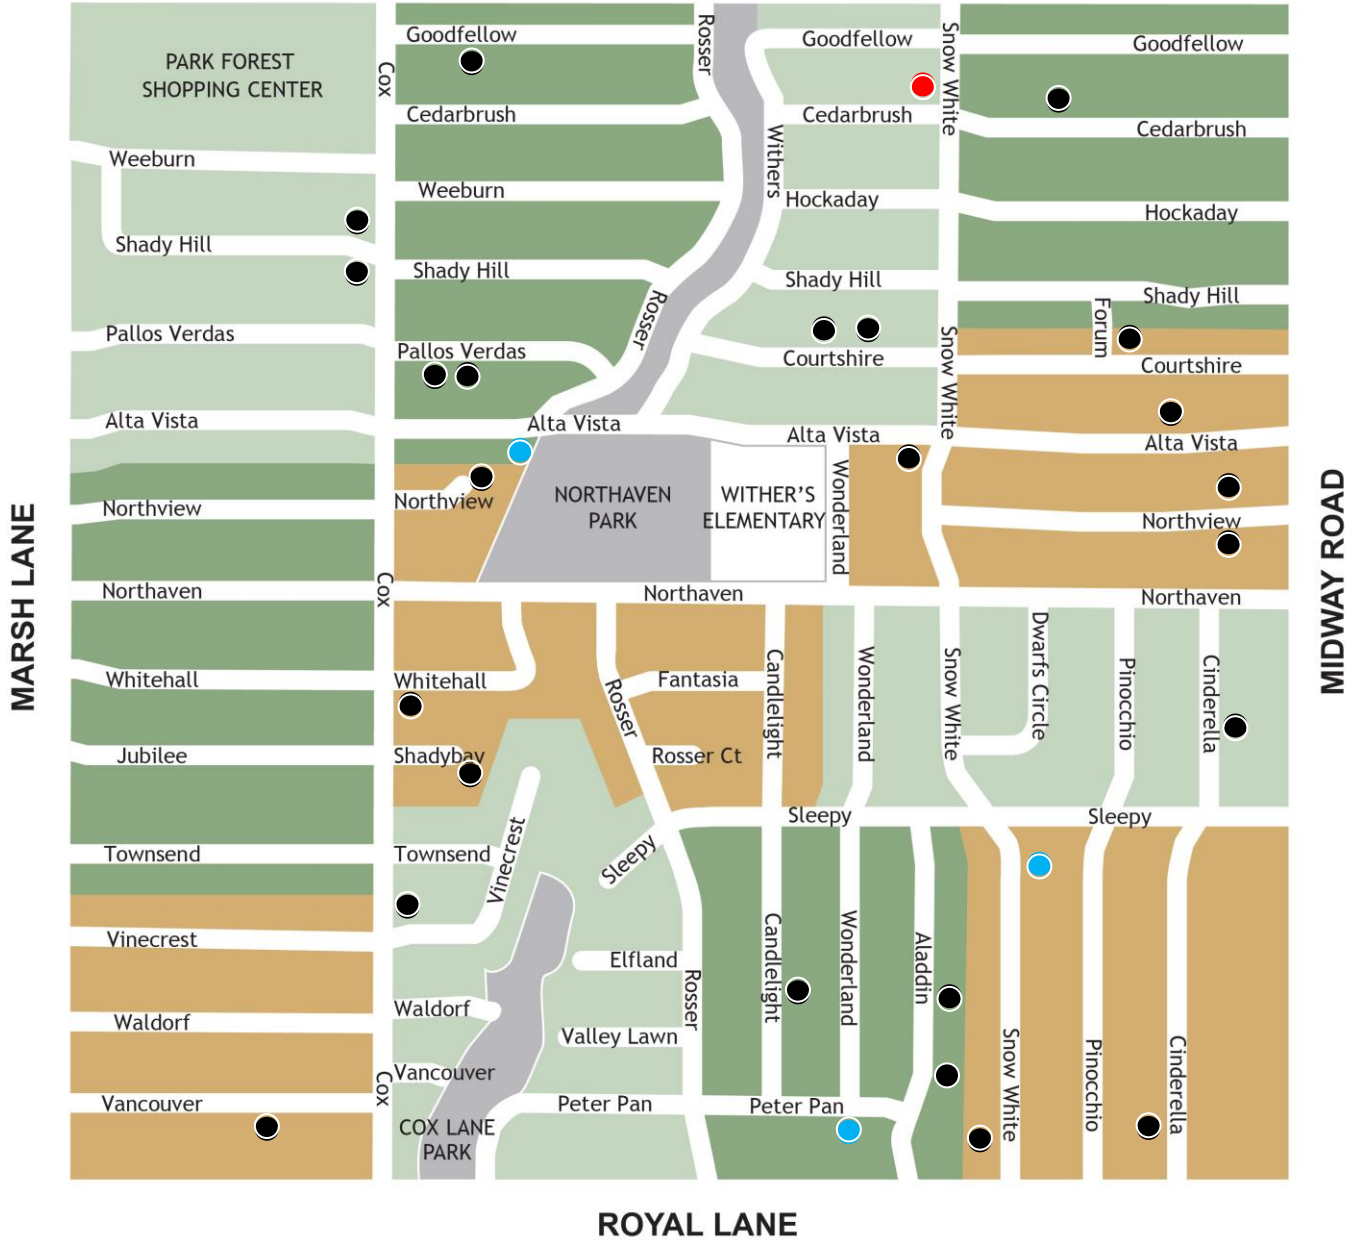 Goodfellow
Rosser
Goodfellow
Snow White
Goodfellow
PARK FOREST
SHOPPING CENTER
Cox
Cedarbrush
Cedarbrush
Cedarbrush
Withers
Weeburn
Weeburn
Hockaday
Hockaday
Shady Hill
Shady Hill
Shady Hill
Shady Hill
Rosser
Forum
Snow White
Pallos Verdas
Pallos Verdas
Courtshire
Courtshire
Alta Vista
Alta Vista
Alta Vista
Alta Vista
Wonderland
Northview
Northview
NORTHAVEN
PARK
WITHER'S
ELEMENTARY
Northview
MARSH LANE
MIDWAY ROAD
Cox
Northaven
Northaven
Northaven
Dwarfs Circle
Whitehall
Whitehall
Rosser
Fantasia
Candlelight
Wonderland
Snow White
Pinocchio
Cinderella
Jubilee
Shadybay
Rosser Ct
Sleepy
Sleepy
Townsend
Townsend
Vinecrest
Sleepy
Vinecrest
Elfland
Rosser
Candlelight
Wonderland
Aladdin
Waldorf
Waldorf
Valley Lawn
Snow White
Pinocchio
Cinderella
Vancouver
Vancouver
Cox
Peter Pan
Peter Pan
COX LANE
PARK
ROYAL LANE